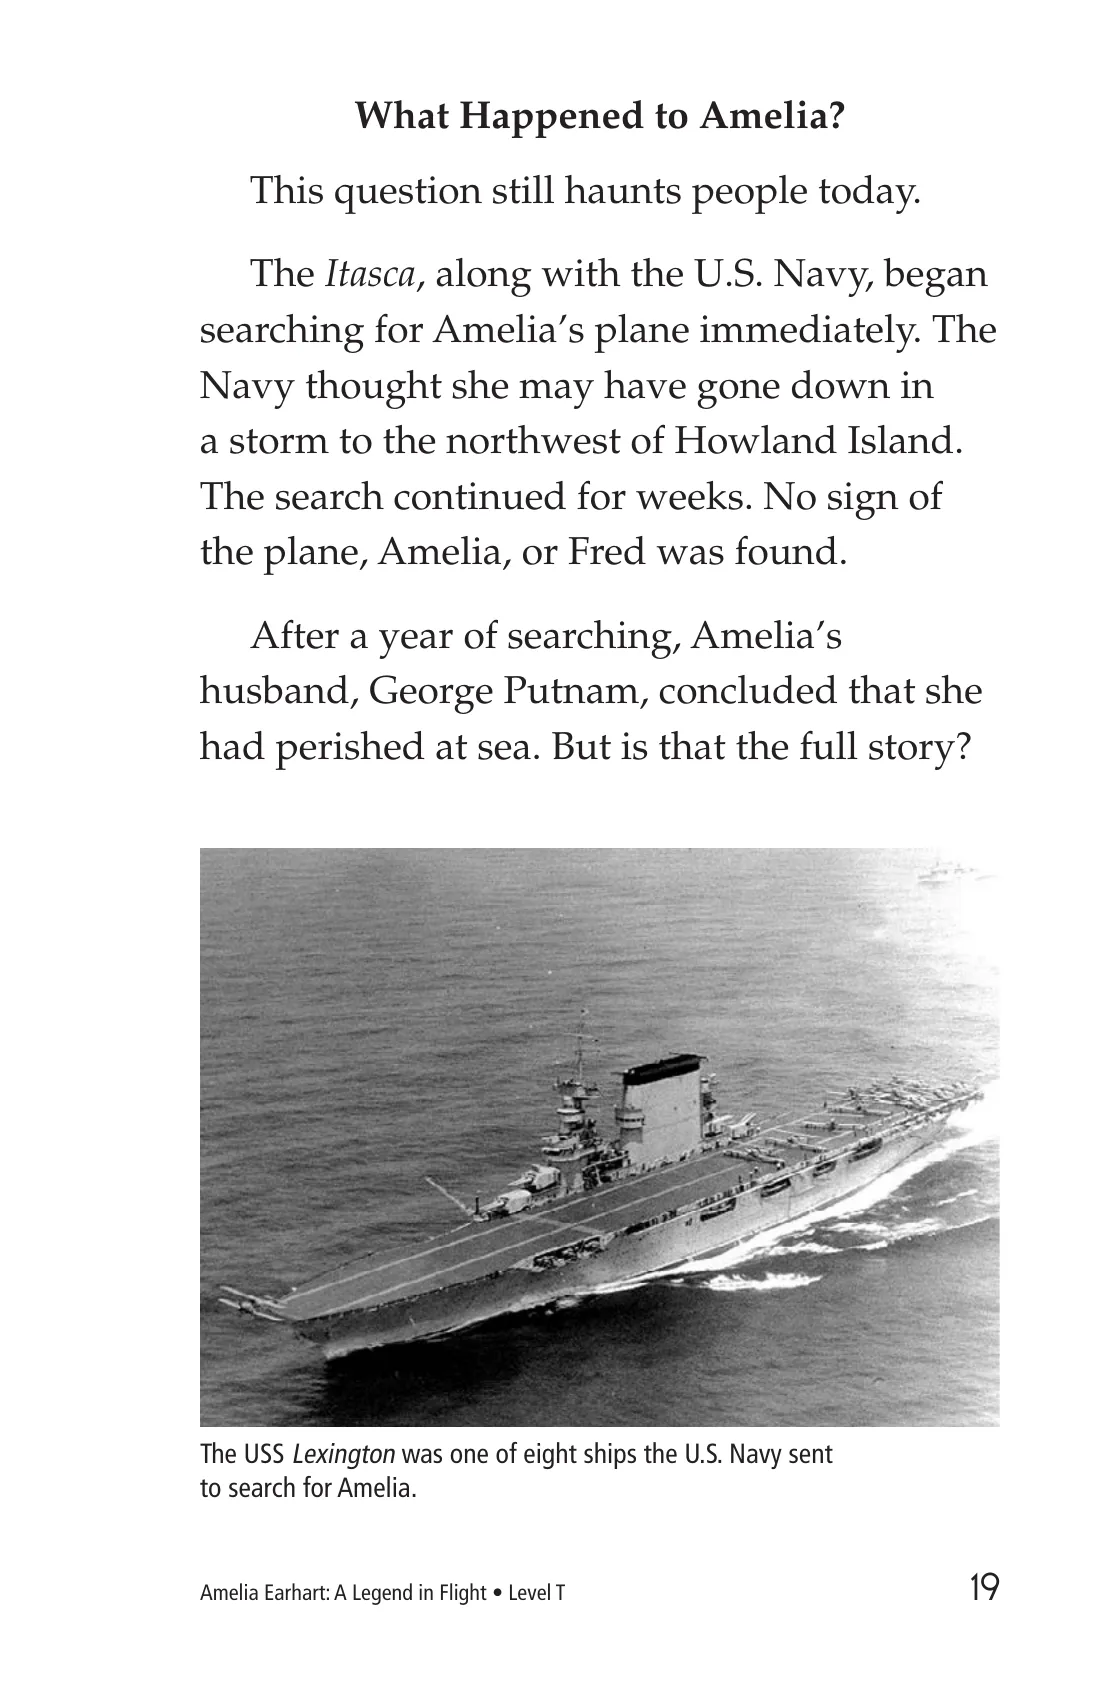 What Happened to Amelia?
This question still haunts people today.
The Itasca, along with the U.S. Navy, began
searching for Amelia’s plane immediately. The
Navy thought she may have gone down in
a storm to the northwest of Howland Island.
The search continued for weeks. No sign of
the plane, Amelia, or Fred was found.
After a year of searching, Amelia’s
husband, George Putnam, concluded that she
had perished at sea. But is that the full story?
The USS Lexington was one of eight ships the U.S. Navy sent
to search for Amelia.
Amelia Earhart: A Legend in Flight • Level T
19